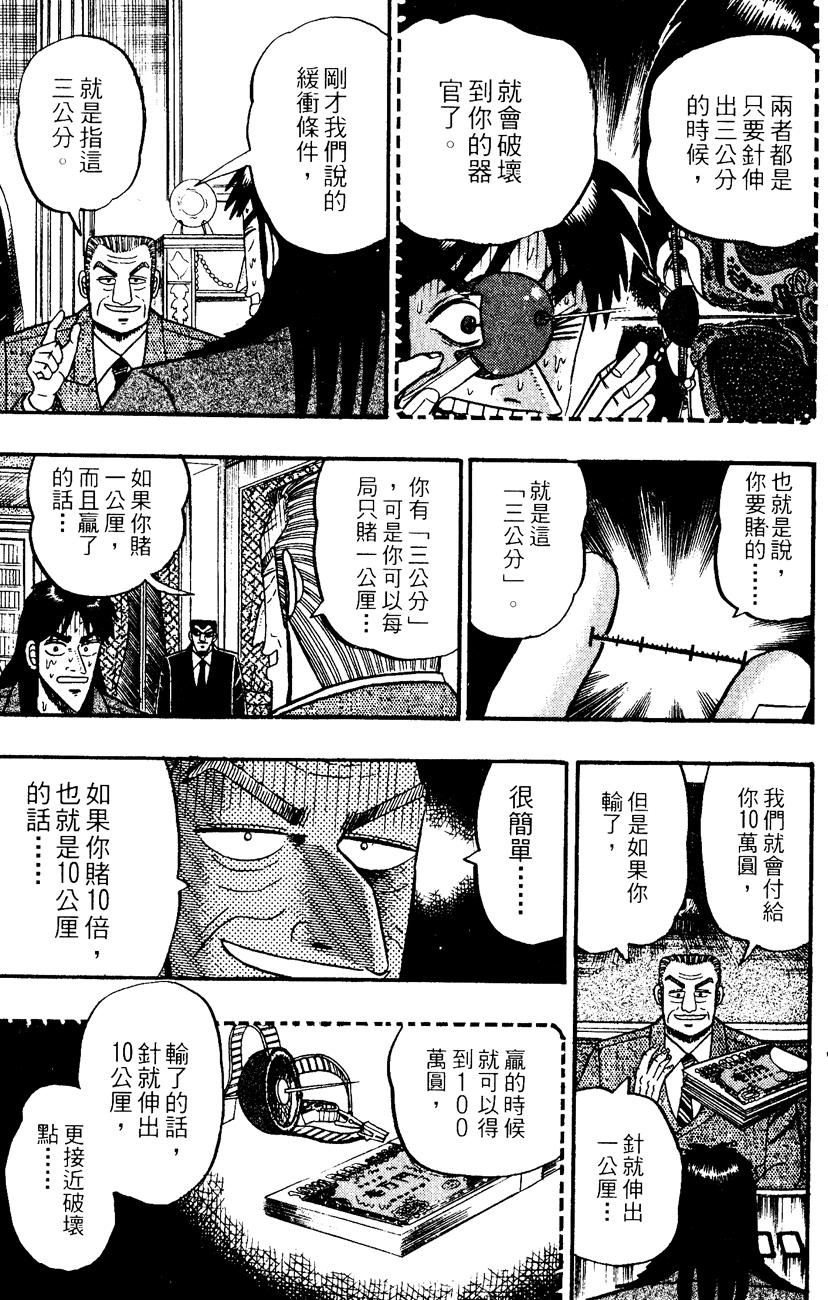 兩者都是
只要針伸
出三公分
的時候，
就會破壞
到你的器
官了。
剛才我們說的
緩衝條件，
就是指這
三公分。
也就是說，
你要賭的⋯⋯
就是這
「三公分」。
你有「三公分」
，可是你可以每
局只賭一公厘⋯
如果你賭
一公厘，
而且贏了
的話⋯
我們就會付給
你10萬圓，
但是如果你
輸了，
針就伸出
一公厘⋯
很簡單⋯⋯
如果你賭10倍，
也就是10公厘
的話⋯⋯
贏的時候
就可以得
到100
萬圓，
輸了的話，
針就伸出
10公厘，
更接近破壞
點⋯⋯